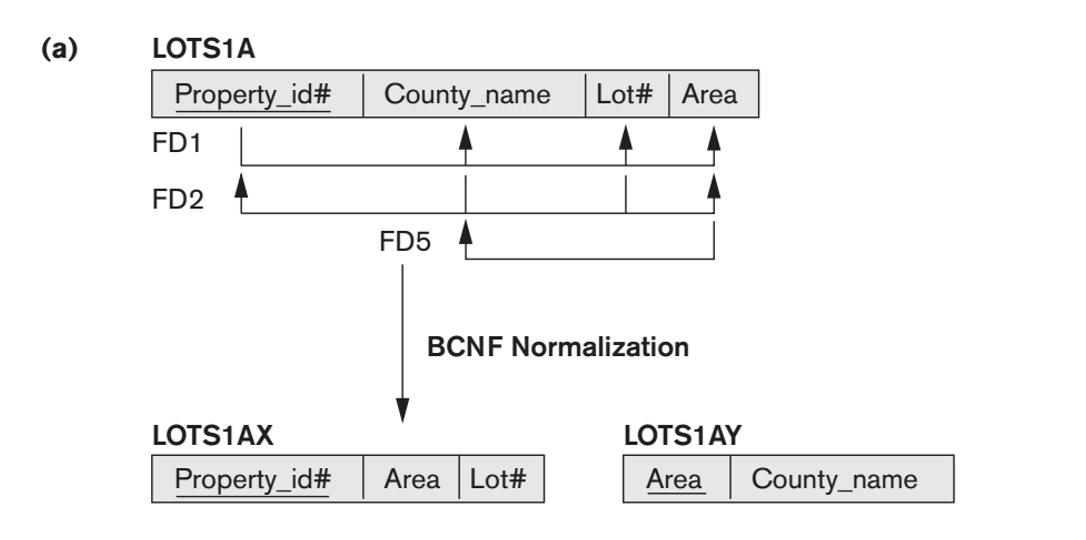 (a) LOTS1A
Property_id# County_name Lot# Area
FD1
FD2
FD5
BCNF Normalization
LOTS1AX LOTS1AY
Property_id# Area Lot# Area County_name